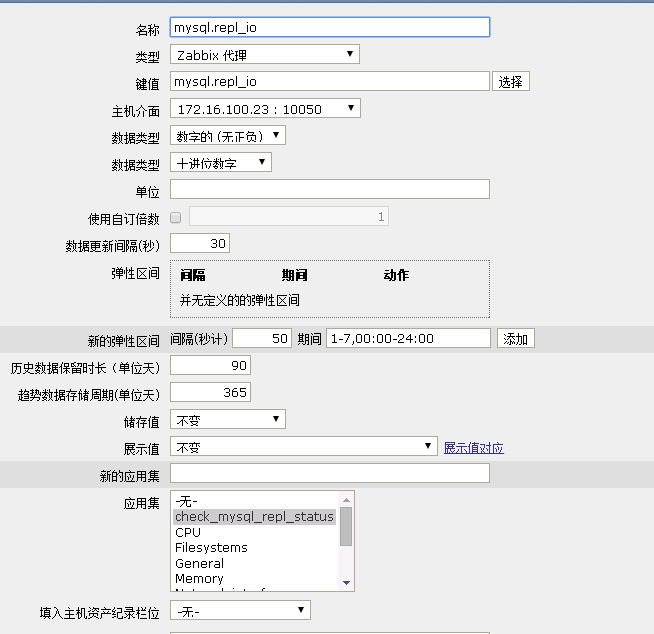 名称 mysql.repl_io
类型 Zabbix 代理
键值 mysql.repl_io 选择
主机介面 172.16.100.23 : 10050
数据类型 数字的 (无正负)
数据类型 十进位数字
单位
使用自订倍数 1
数据更新间隔(秒) 30
弹性区间 间隔 期间 动作
并无定义的的弹性区间
新的弹性区间 间隔(秒计) 50 期间 1-7,00:00-24:00 添加
历史数据保留时长（单位天） 90
趋势数据存储周期(单位天) 365
储存值 不变
展示值 不变 展示值对应
新的应用集
应用集 -无-
check_mysql_repl_status
CPU
Filesystems
General
Memory
填入主机资产纪录栏位 -无-